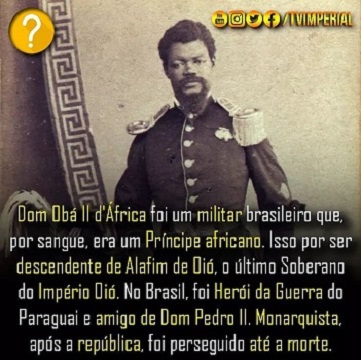 ?
/TVIMPERIAL
Dom Obá II d'África foi um militar brasileiro que,
por sangue, era um Príncipe africano. Isso por ser
descendente de Alafim de Oió, o último Soberano
do Império Oió. No Brasil, foi Herói da Guerra do
Paraguai e amigo de Dom Pedro II. Monarquista,
após a república, foi perseguido até a morte.